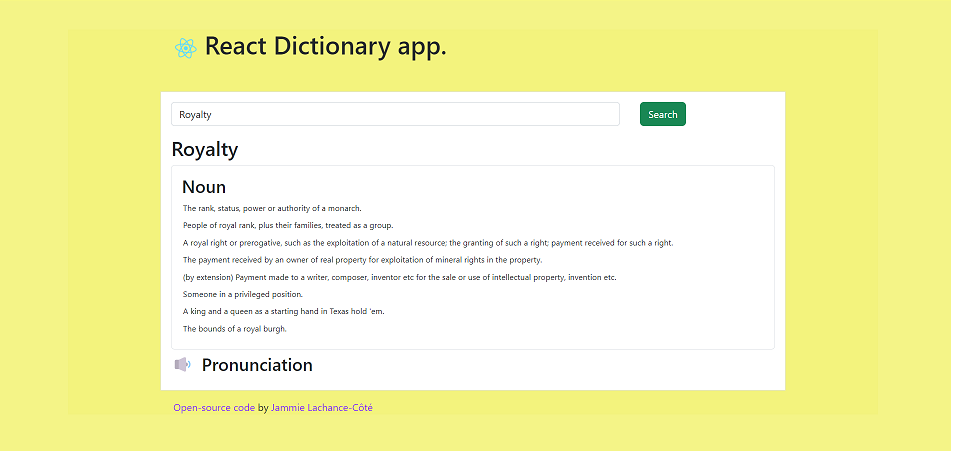 React Dictionary app.
Royalty
Search
Royalty
Noun
The rank, status, power or authority of a monarch.
People of royal rank, plus their families, treated as a group.
A royal right or prerogative, such as the exploitation of a natural resource; the granting of such a right; payment received for such a right.
The payment received by an owner of real property for exploitation of mineral rights in the property.
(by extension) Payment made to a writer, composer, inventor etc for the sale or use of intellectual property, invention etc.
Someone in a privileged position.
A king and a queen as a starting hand in Texas hold 'em.
The bounds of a royal burgh.
Pronunciation
Open-source code by Jammie Lachance-Côté